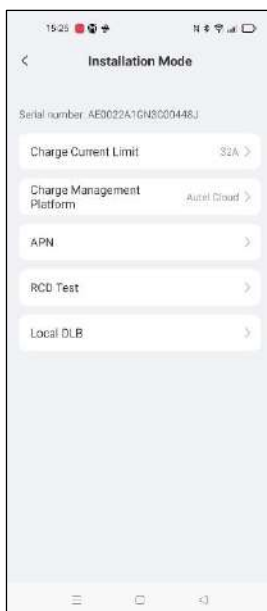 15:25
Installation Mode
Serial number: AE0022A1GN3C00448J
Charge Current Limit 32A
Charge Management Platform Autel Cloud
APN
RCD Test
Local DLB